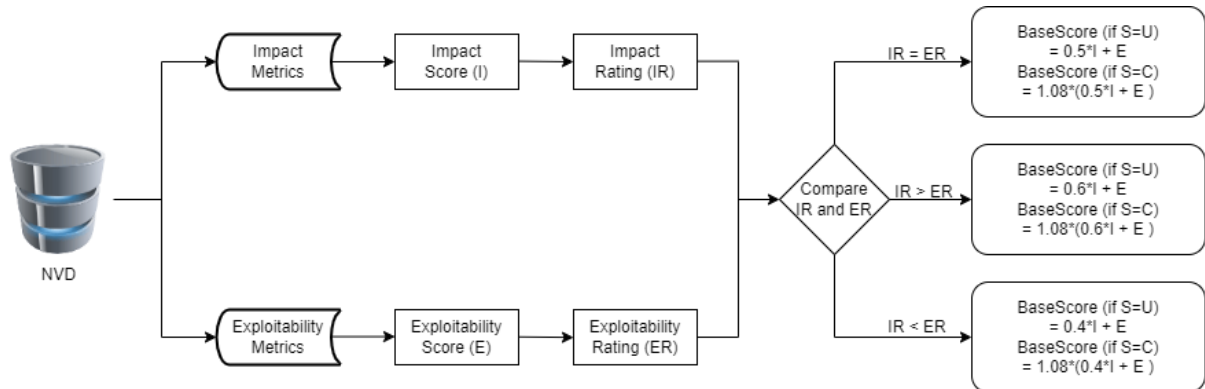 NVD
Impact
Metrics
Impact
Score (I)
Impact
Rating (IR)
Exploitability
Metrics
Exploitability
Score (E)
Exploitability
Rating (ER)
Compare
IR and ER
IR = ER
BaseScore (if S=U)
= 0.5*I + E
BaseScore (if S=C)
= 1.08*(0.5*I + E )
IR > ER
BaseScore (if S=U)
= 0.6*I + E
BaseScore (if S=C)
= 1.08*(0.6*I + E )
IR < ER
BaseScore (if S=U)
= 0.4*I + E
BaseScore (if S=C)
= 1.08*(0.4*I + E )